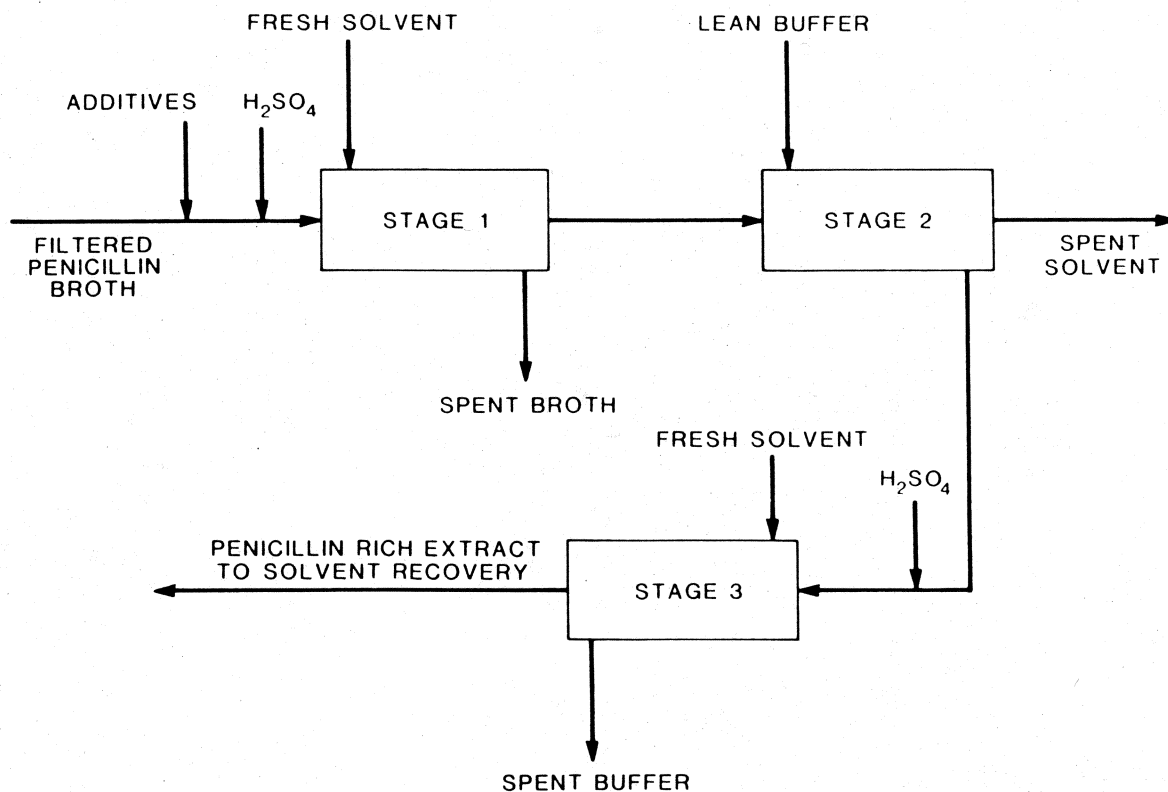 FRESH SOLVENT
LEAN BUFFER
ADDITIVES
H₂SO₄
STAGE 1
STAGE 2
FILTERED
PENICILLIN
BROTH
SPENT
SOLVENT
SPENT BROTH
FRESH SOLVENT
H₂SO₄
PENICILLIN RICH EXTRACT
TO SOLVENT RECOVERY
STAGE 3
SPENT BUFFER